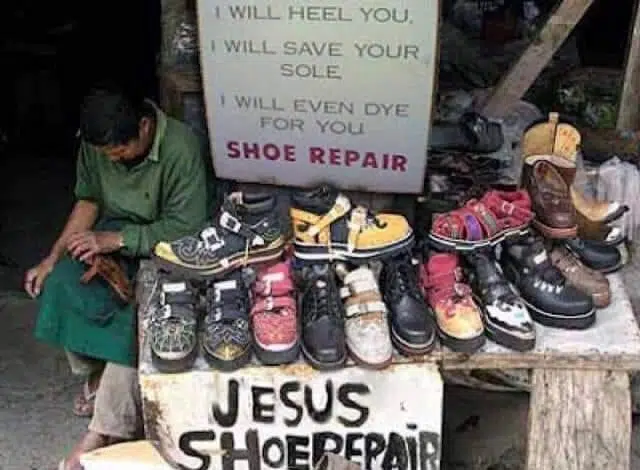 I WILL HEEL YOU,
I WILL SAVE YOUR
SOLE,
I WILL EVEN DYE
FOR YOU.
SHOE REPAIR
JESUS
SHOEREPAIR